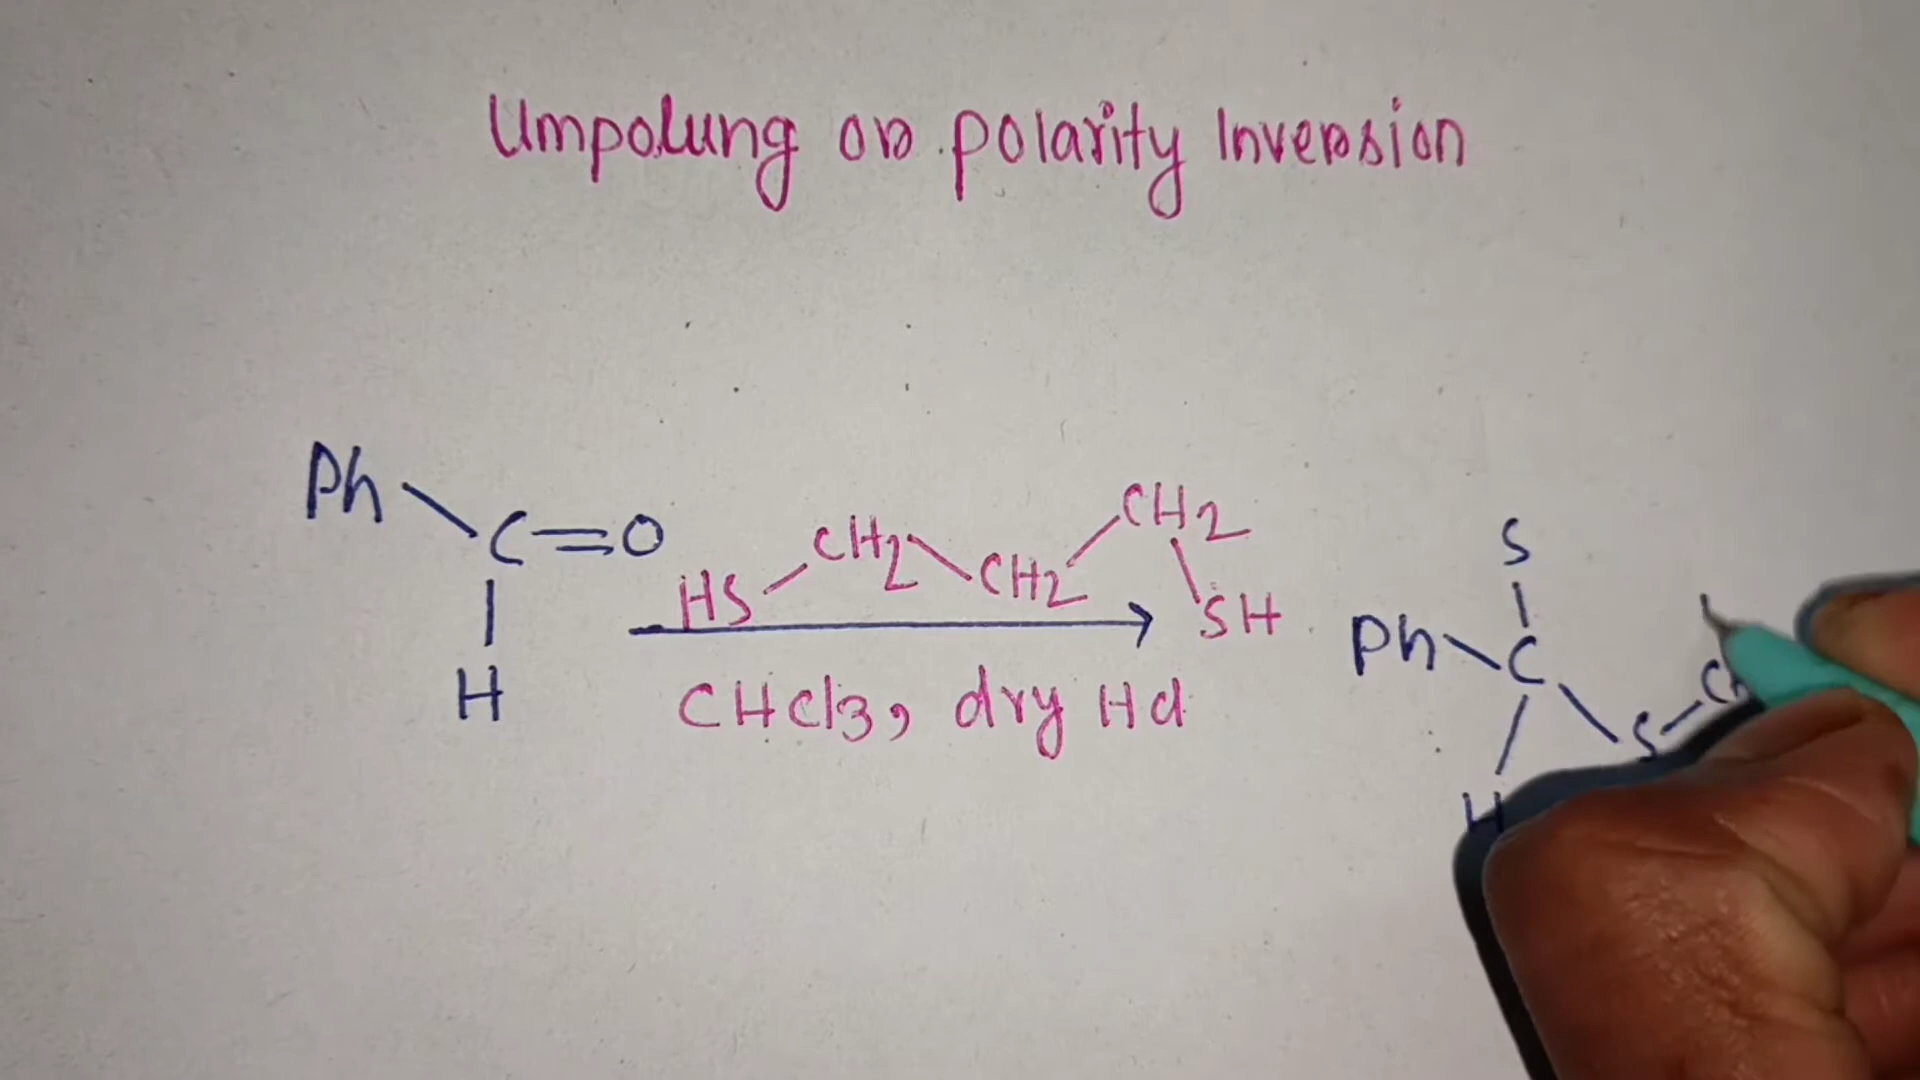 Umpolung or polarity Inversion
Ph C=O
H
HS CH2 CH2 CH2 SH
CHCl3, dry HCl
S
Ph C
S
H